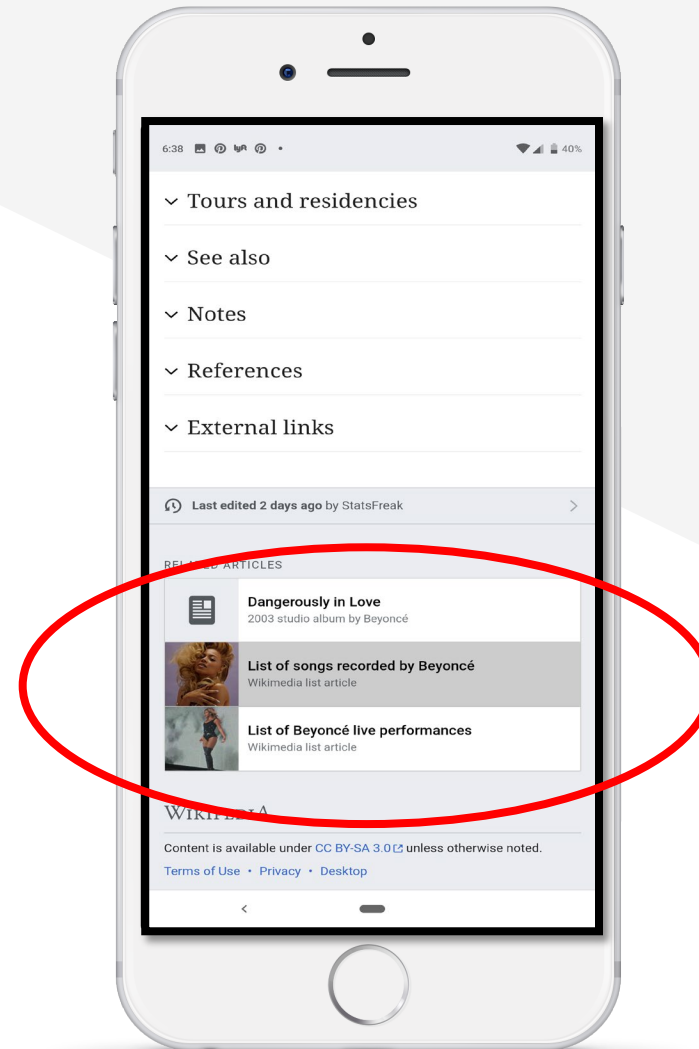 6:38 lyft 40%
Tours and residencies
See also
Notes
References
External links
Last edited 2 days ago by StatsFreak
RELATED ARTICLES
Dangerously in Love
2003 studio album by Beyoncé
List of songs recorded by Beyoncé
Wikimedia list article
List of Beyoncé live performances
Wikimedia list article
WIKIPEDIA
Content is available under CC BY-SA 3.0 unless otherwise noted.
Terms of Use • Privacy • Desktop